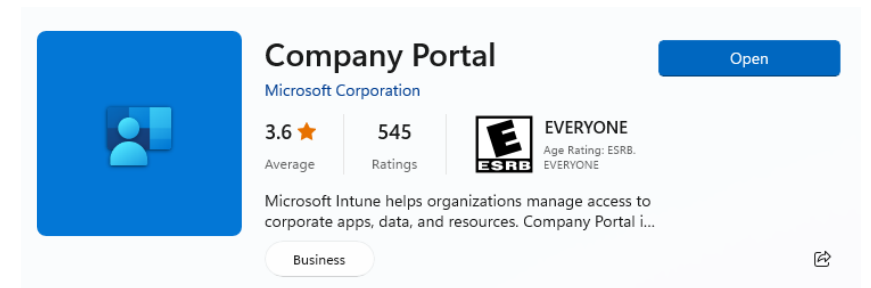 Company Portal
Open
Microsoft Corporation
3.6
545
EVERYONE
Average
Ratings
E
ESRB
Age Rating: ESRB.
EVERYONE
Microsoft Intune helps organizations manage access to
corporate apps, data, and resources. Company Portal i...
Business